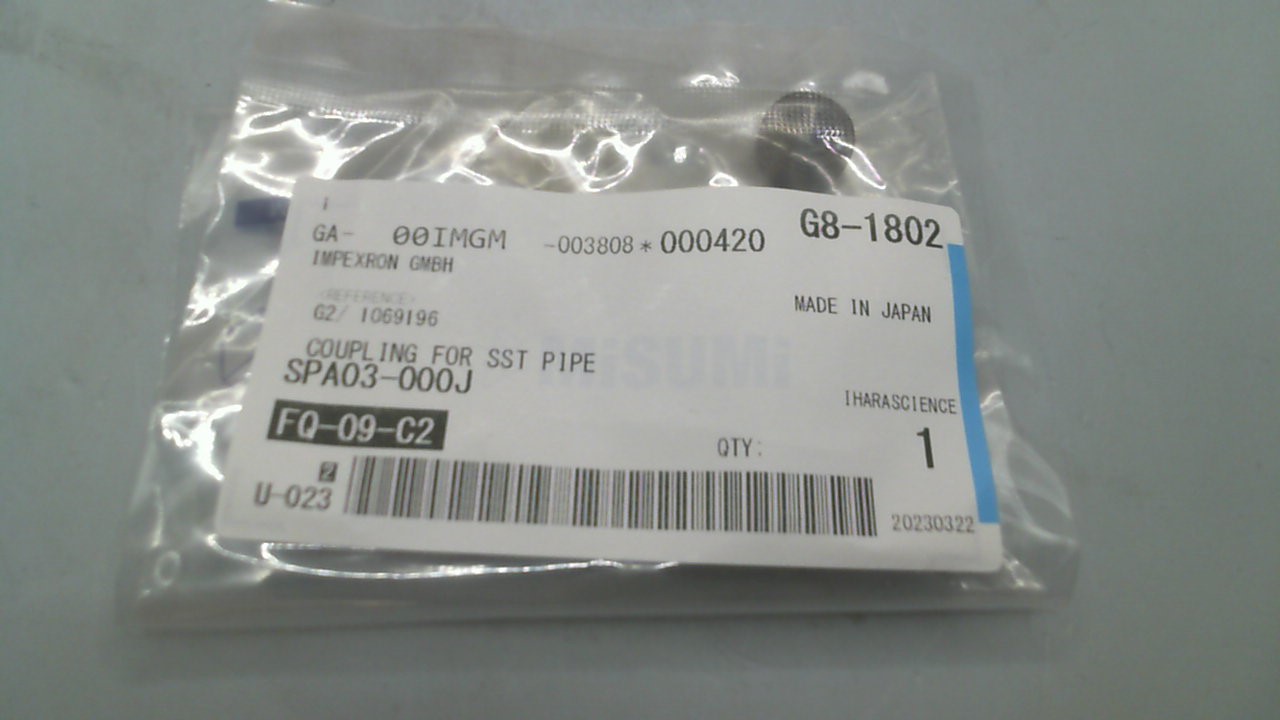 GA- 00IMGM -003808*000420 G8-1802
IMPEXRON GMBH
<REFERENCE>
G2/ 1069196
MADE IN JAPAN
COUPLING FOR SST PIPE
MiSUMi
SPA03-000J
IHARASCIENCE
FQ-09-C2
QTY: 1
2
U-023
20230322